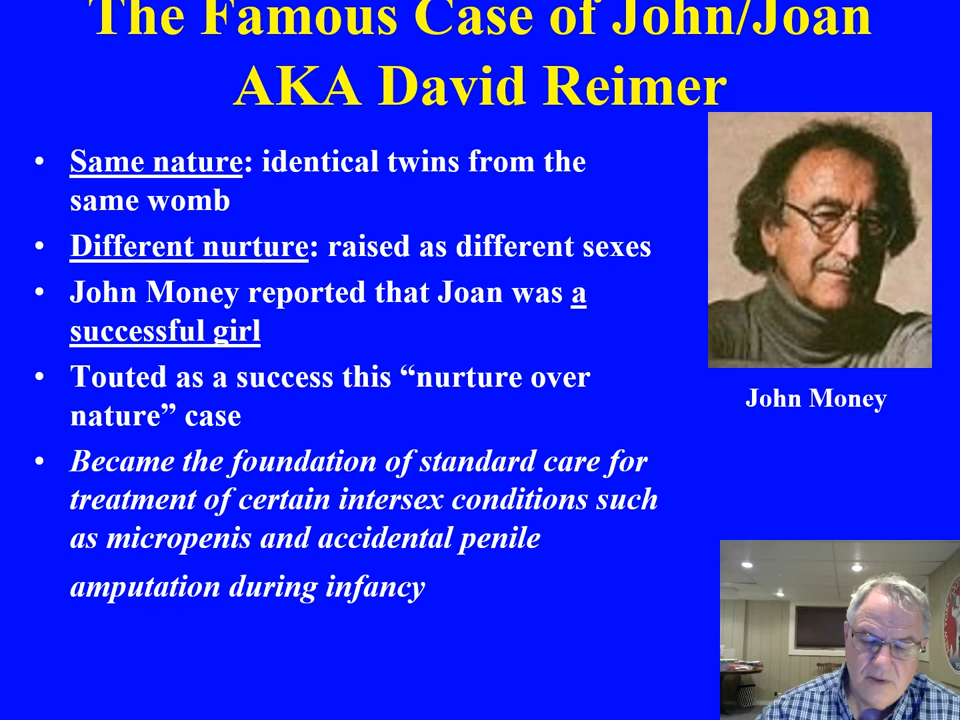 The Famous Case of John/Joan
AKA David Reimer
• Same nature: identical twins from the
same womb
• Different nurture: raised as different sexes
• John Money reported that Joan was a
successful girl
• Touted as a success this “nurture over
nature” case
• Became the foundation of standard care for
treatment of certain intersex conditions such
as micropenis and accidental penile
amputation during infancy
John Money